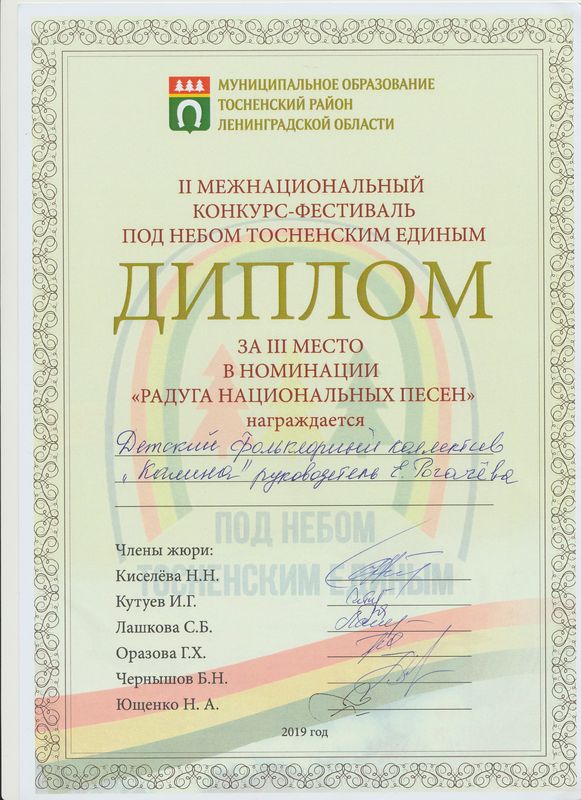 МУНИЦИПАЛЬНОЕ ОБРАЗОВАНИЕ
ТОСНЕНСКИЙ РАЙОН
ЛЕНИНГРАДСКОЙ ОБЛАСТИ
II МЕЖНАЦИОНАЛЬНЫЙ
КОНКУРС-ФЕСТИВАЛЬ
ПОД НЕБОМ ТОСНЕНСКИМ ЕДИНЫМ
ДИПЛОМ
ЗА III МЕСТО
В НОМИНАЦИИ
«РАДУГА НАЦИОНАЛЬНЫХ ПЕСЕН»
награждается
Детский фольклорный коллектив
"Калина" руководитель Е. Рогачёва
ПОД НЕБОМ
ТОСНЕНСКИМ ЕДИНЫМ
Члены жюри:
Киселёва Н.Н.
Кутуев И.Г.
Лашкова С.Б.
Оразова Г.Х.
Чернышов Б.Н.
Ющенко Н. А.
2019 год